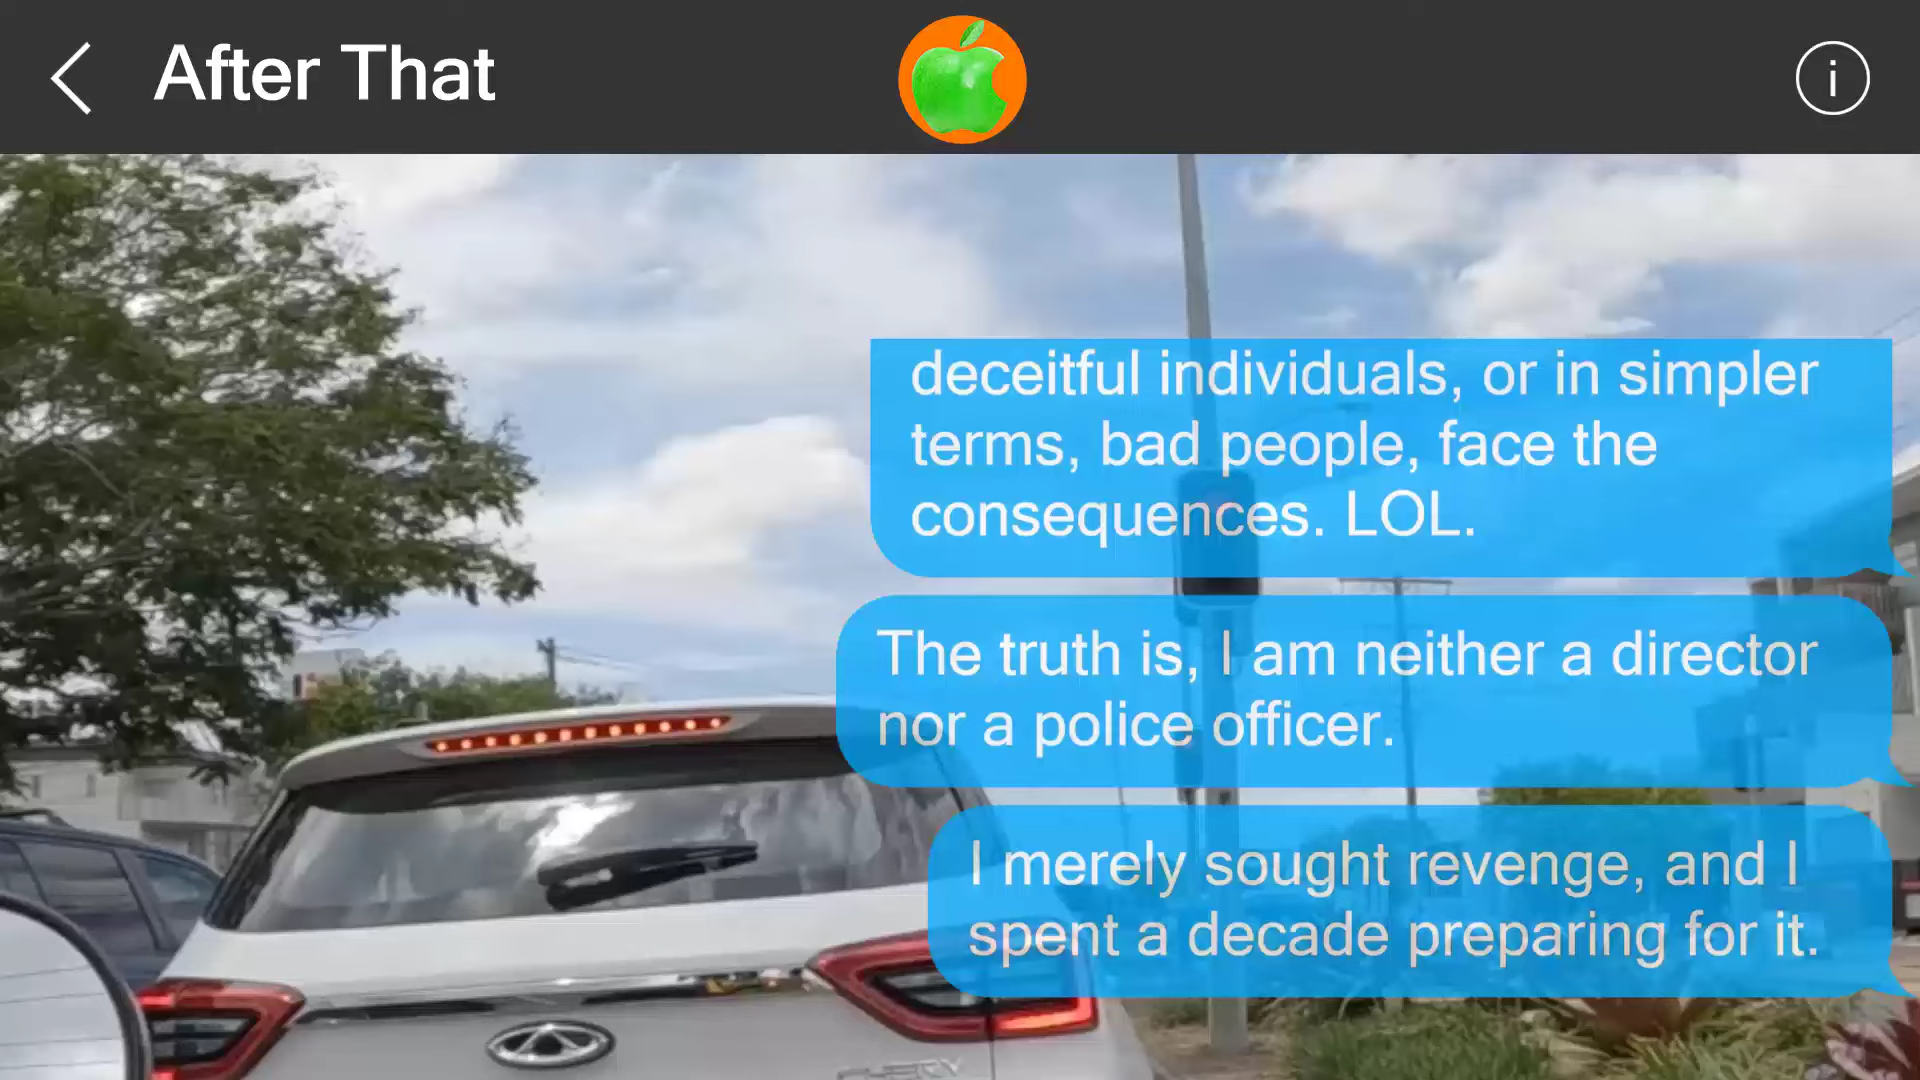 After That
deceitful individuals, or in simpler
terms, bad people, face the
consequences. LOL.
The truth is, I am neither a director
nor a police officer.
I merely sought revenge, and I
spent a decade preparing for it.
CHERY